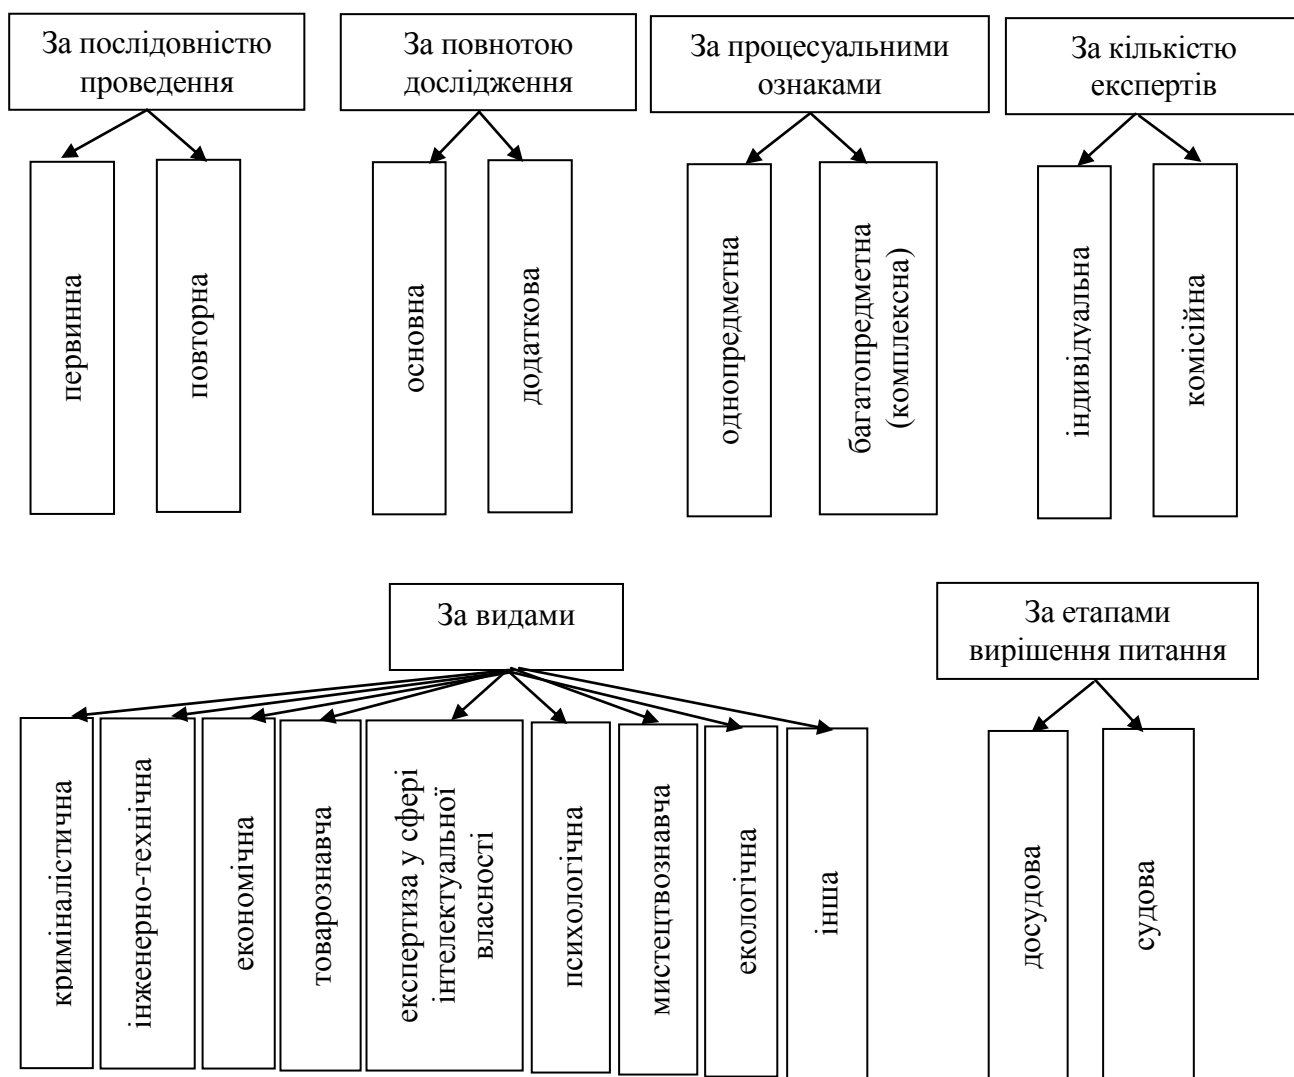 За послідовністю
проведення
За повнотою
дослідження
За процесуальними
ознаками
За кількістю
експертів
первинна
повторна
основна
додаткова
однопредметна
багатопредметна
(комплексна)
індивідуальна
комісійна
За видами
За етапами
вирішення питання
криміналістична
інженерно-технічна
економічна
товарознавча
експертиза у сфері
інтелектуальної
власності
психологічна
мистецтвознавча
екологічна
інша
досудова
судова